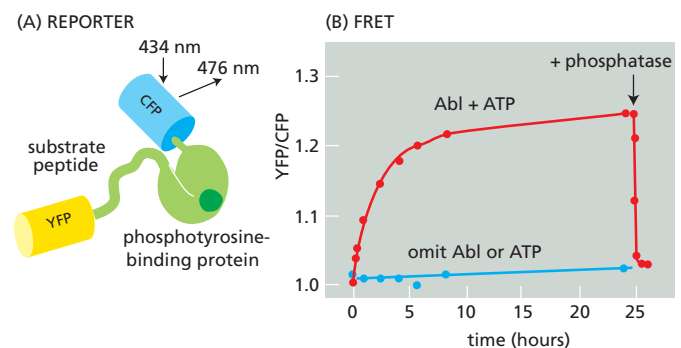 (A) REPORTER
434 nm
476 nm
CFP
substrate
peptide
YFP
phosphotyrosine-
binding protein
(B) FRET
+ phosphatase
1.3
1.2
1.1
1.0
YFP/CFP
Abl + ATP
omit Abl or ATP
0
5
10
15
20
25
time (hours)